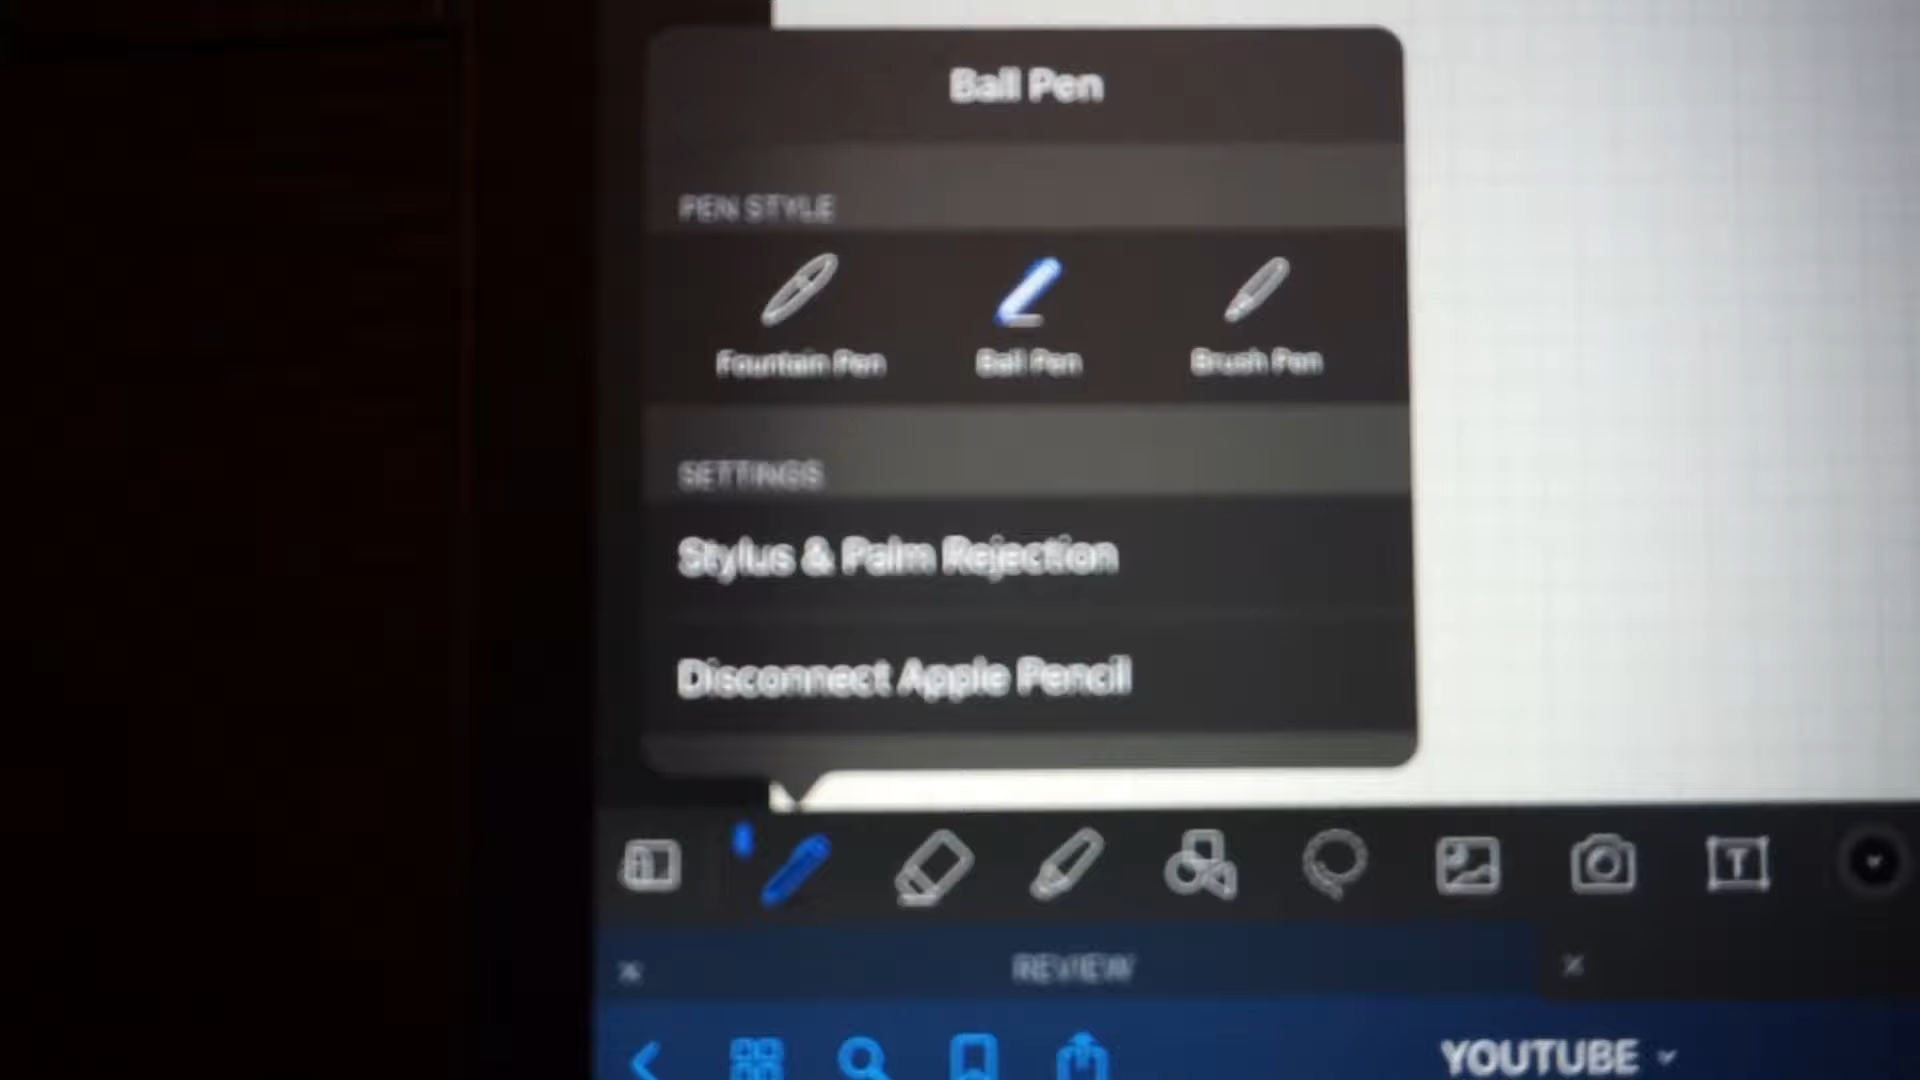 Ball Pen
PEN STYLE
Fountain Pen
Ball Pen
Brush Pen
SETTINGS
Stylus & Palm Rejection
Disconnect Apple Pencil
T
REVIEW
YOUTUBE